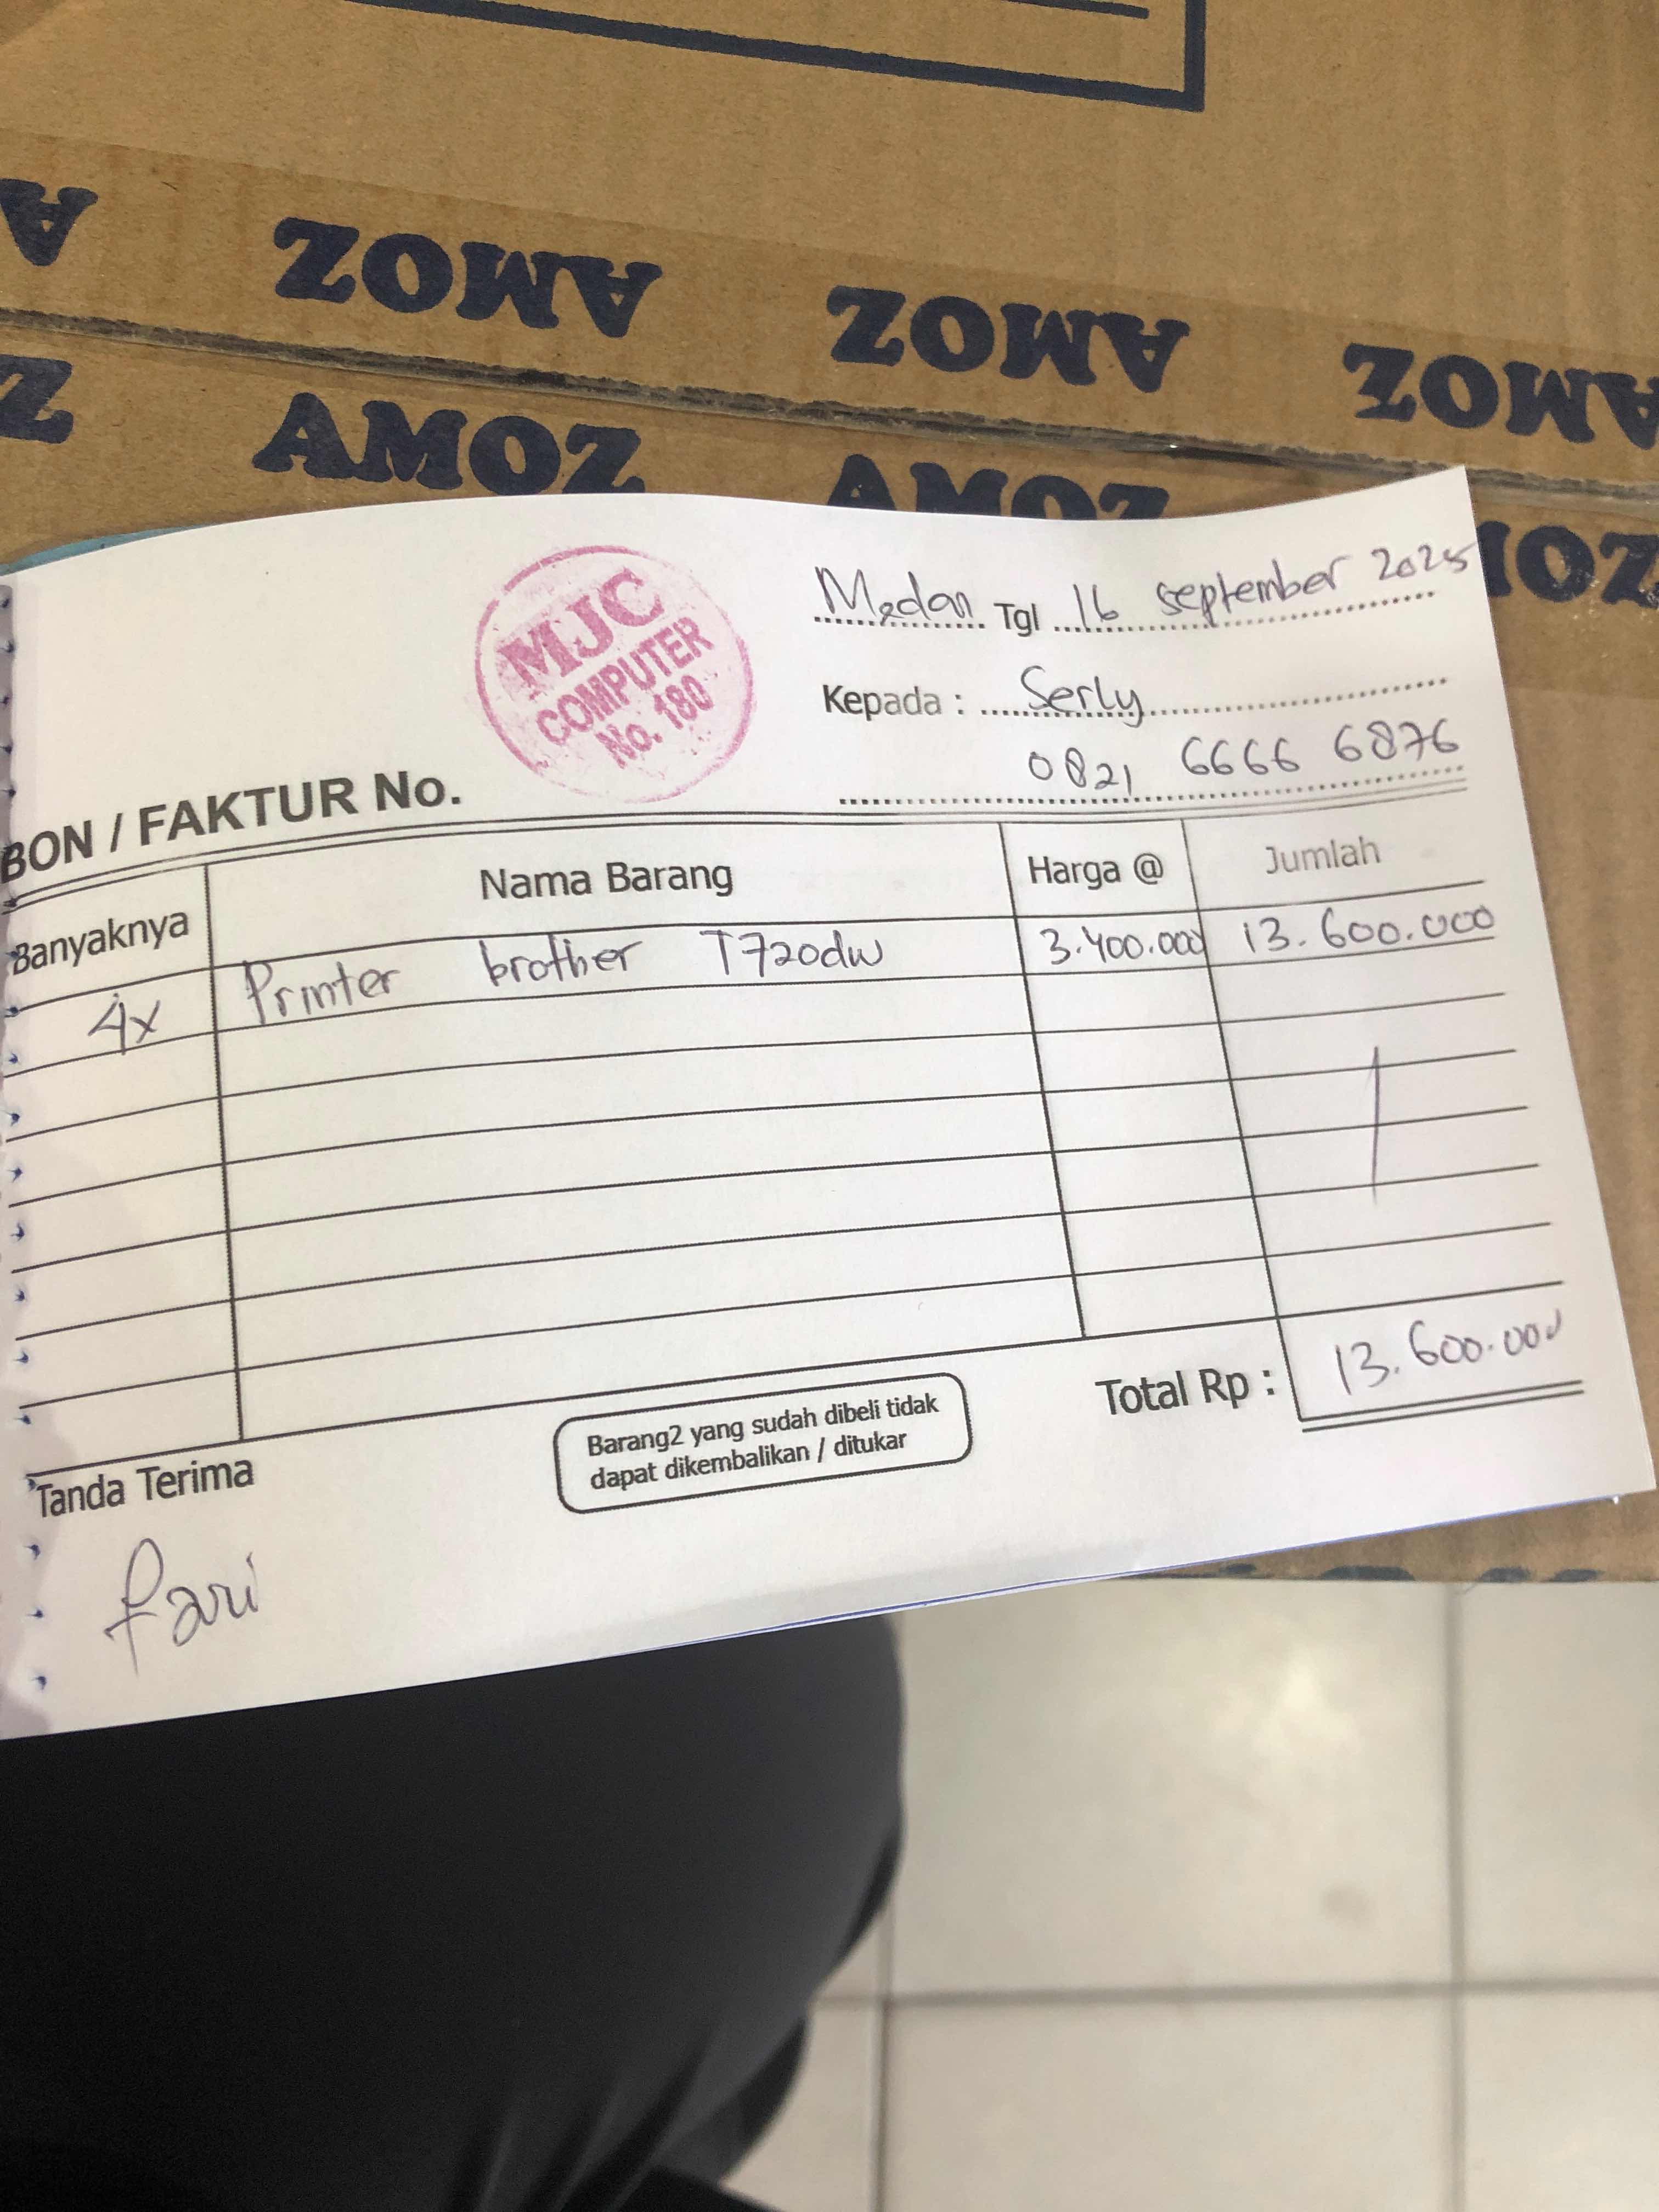 AMOZ AMOZ AMOZ
AMOZ AMOZ
MJC
COMPUTER
No. 180
Medan Tgl 16 september 2025
Kepada : Serly
0821 6666 6876
BON / FAKTUR No.
Banyaknya Nama Barang Harga @ Jumlah
4x Printer brother T720dw 3.400.000 13.600.000
Total Rp : 13.600.000
Barang2 yang sudah dibeli tidak
dapat dikembalikan / ditukar
Tanda Terima
fari